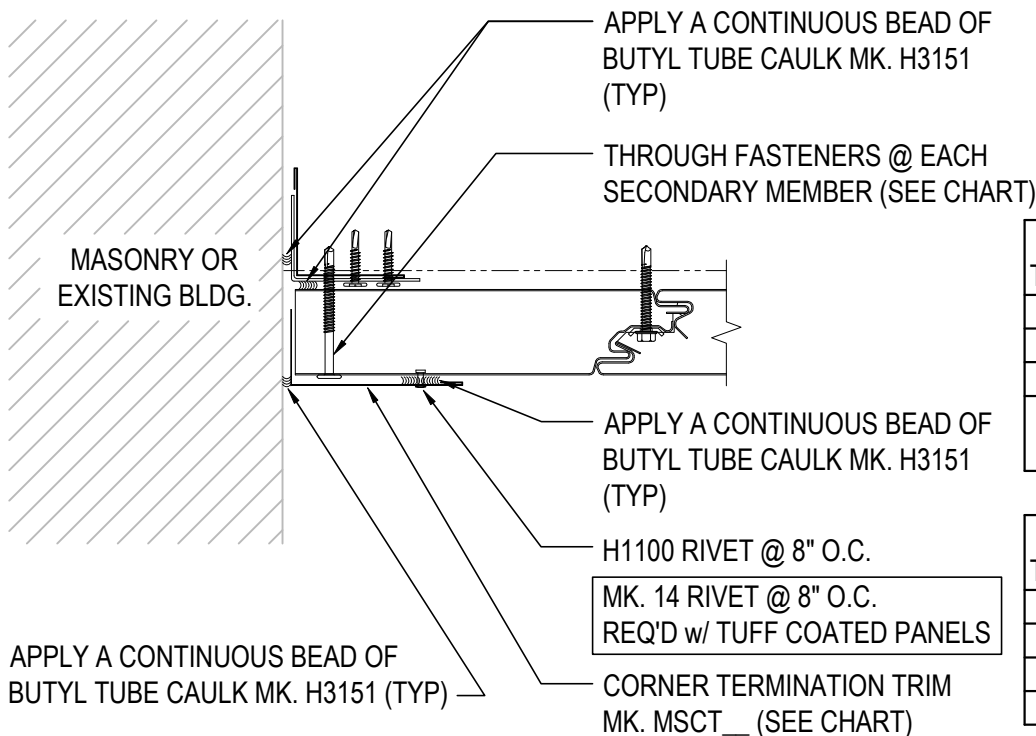 APPLY A CONTINUOUS BEAD OF
BUTYL TUBE CAULK MK. H3151
(TYP)
THROUGH FASTENERS @ EACH
SECONDARY MEMBER (SEE CHART)
MASONRY OR
EXISTING BLDG.
APPLY A CONTINUOUS BEAD OF
BUTYL TUBE CAULK MK. H3151
(TYP)
H1100 RIVET @ 8" O.C.
MK. 14 RIVET @ 8" O.C.
REQ'D w/ TUFF COATED PANELS
APPLY A CONTINUOUS BEAD OF
BUTYL TUBE CAULK MK. H3151 (TYP)
CORNER TERMINATION TRIM
MK. MSCT__ (SEE CHART)